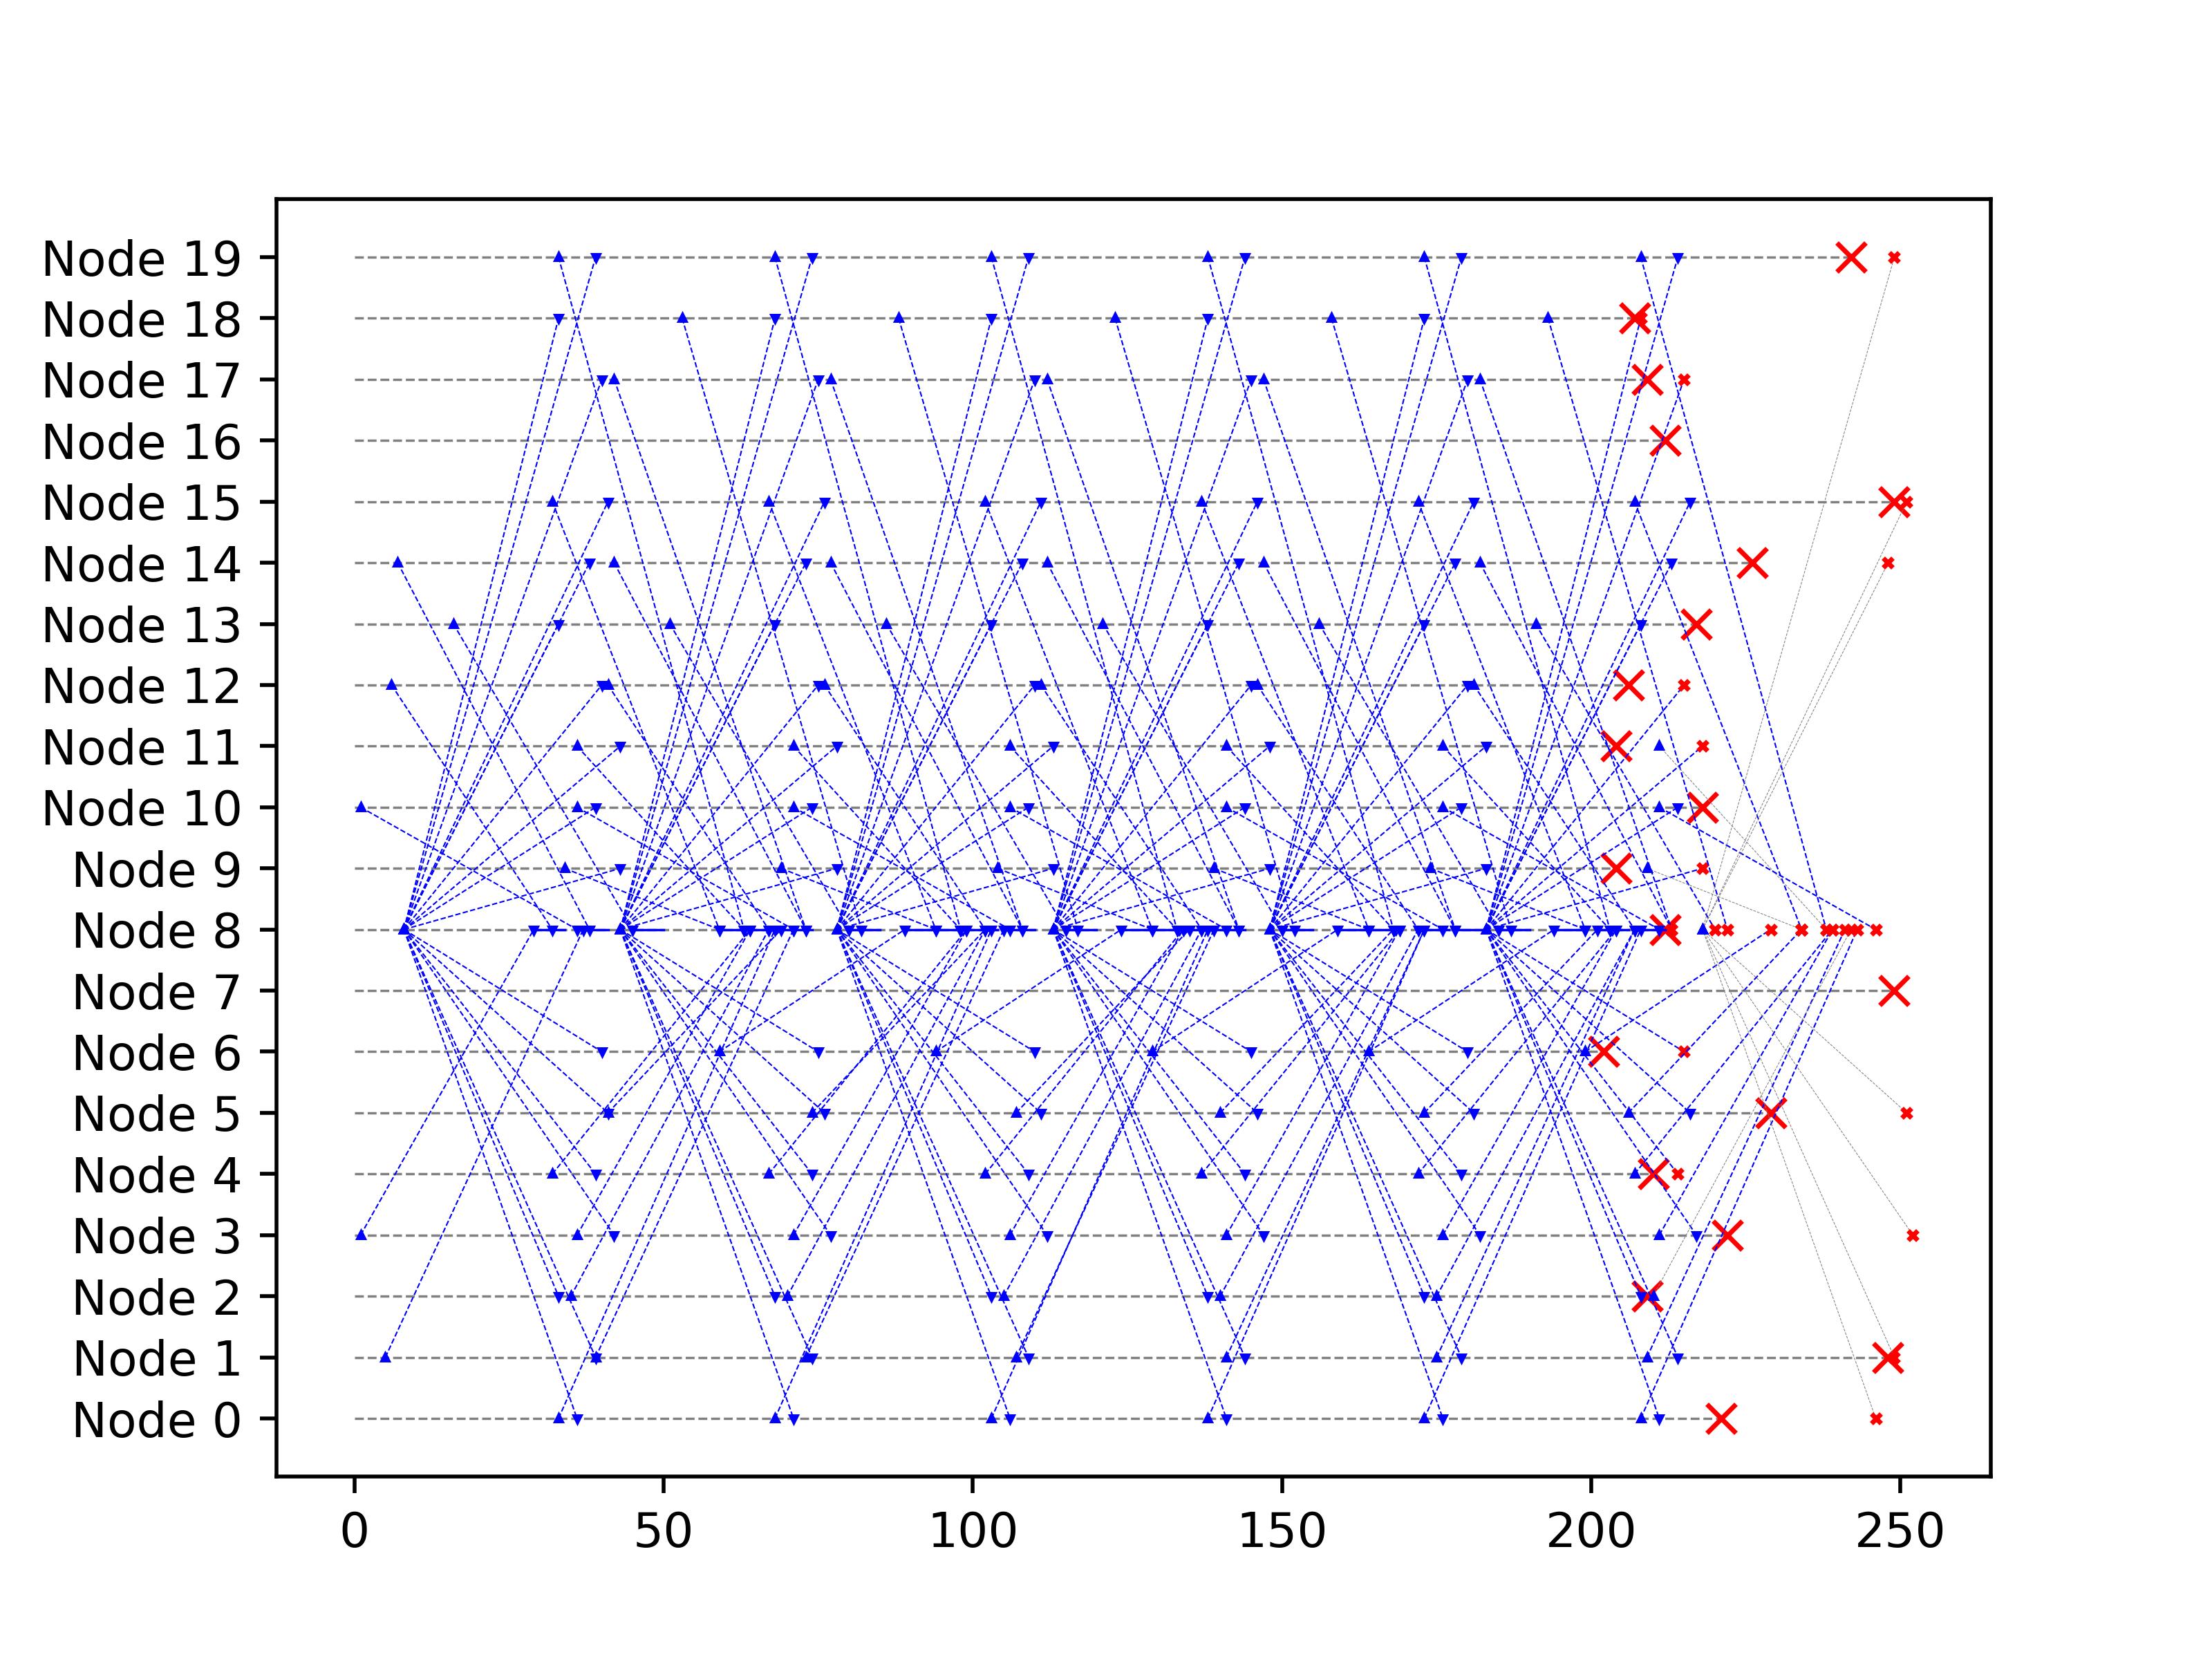 Node 19
Node 18
Node 17
Node 16
Node 15
Node 14
Node 13
Node 12
Node 11
Node 10
Node 9
Node 8
Node 7
Node 6
Node 5
Node 4
Node 3
Node 2
Node 1
Node 0
0 50 100 150 200 250